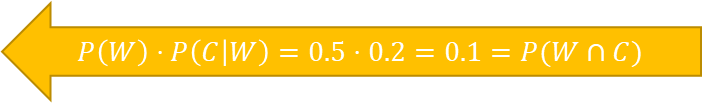 P(W) · P(C|W) = 0.5 · 0.2 = 0.1 = P(W ∩ C)